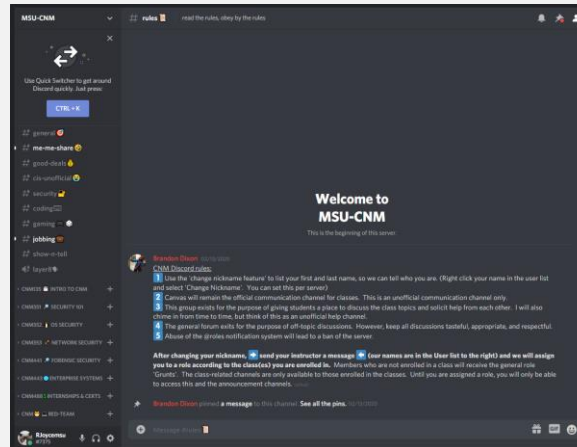 MSU-CNM
rules
read the rules, obey by the rules
Use Quick Switcher to get around
Discord quickly. Just press:
CTRL + K
general
me-me-share
good-deals
cis-unofficial
security
coding
gaming
jobbing
show-n-tell
layer8
INTRO TO CNM
SECURITY
OS SECURITY
NETWORK SECURITY
FORENSIC SECURITY
ENTERPRISE SYSTEMS
INTERNSHIPS & CERTS
CNM RED-TEAM
RJoycemsu
Welcome to
MSU-CNM
This is the beginning of this server.
Brandon Dixon
CNM Discord rules:
1 Use the 'change nickname feature' to list your first and last name, so we can tell who you are. (Right click your name in the user list
and select 'Change Nickname'. You can set this per server)
2 Canvas will remain the official communication channel for classes. This is an unofficial communication channel only.
3 This group exists for the purpose of giving students a place to discuss the class topics and solicit help from each other. I will also
chime in from time to time, but think of this as an unofficial help channel.
4 The general forum exits for the purpose of off-topic discussions. However, keep all discussions tasteful, appropriate, and respectful.
5 Abuse of the @roles notification system will lead to a ban of the server.
After changing your nickname, send your instructor a message (our names are in the User list to the right) and we will assign
you to a role according to the class(es) you are enrolled in. Members who are not enrolled in a class will receive the general role
'Grunts'. The class-related channels are only available to those enrolled in the classes. Until you are assigned a role, you will only be able
to access this and the announcement channels.
Brandon Dixon pinned a message to this channel. See all the pins.
Message #rules
GIF